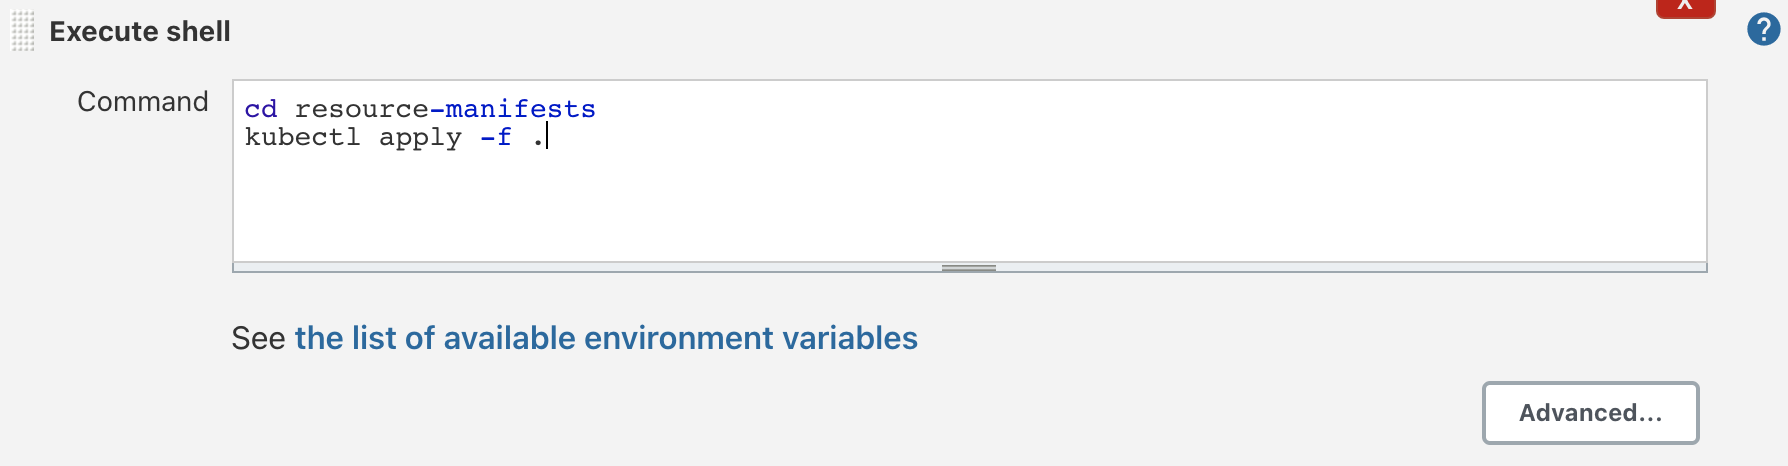 X
Execute shell
?
Command
cd resource-manifests
kubectl apply -f .
See the list of available environment variables
Advanced...